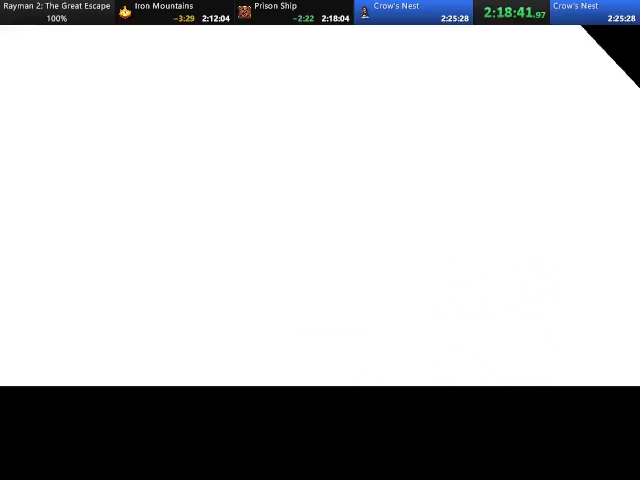 Rayman 2: The Great Escape
100%
Iron Mountains
−3:29 2:12:04
Prison Ship
−2:22 2:18:04
Crow's Nest
2:25:28
2:18:41.97
Crow's Nest
2:25:28